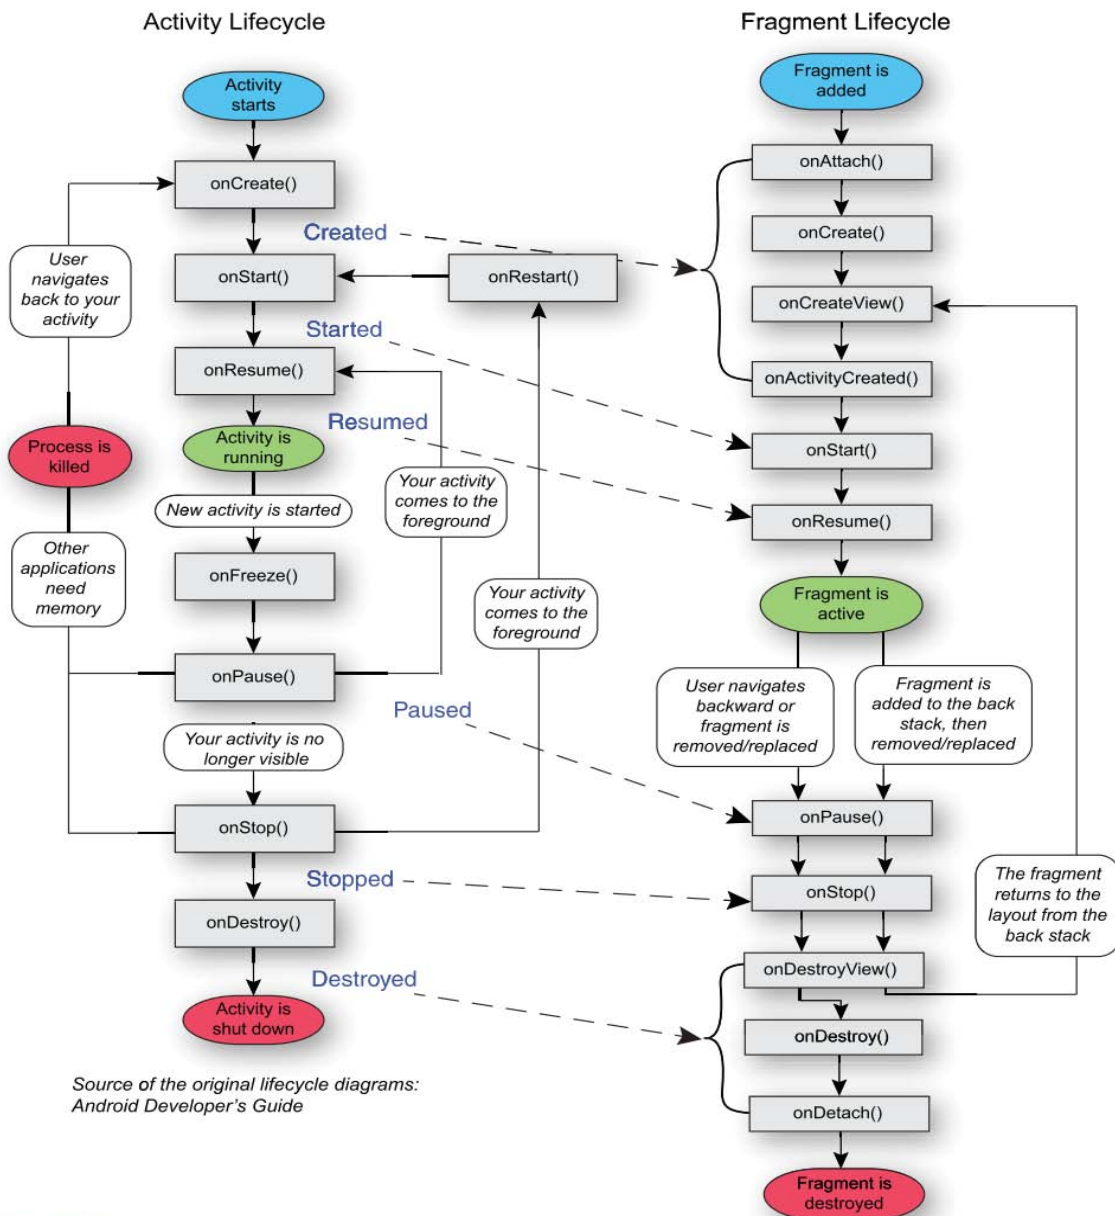 Activity Lifecycle
Fragment Lifecycle
Activity
starts
onCreate()
Created
onStart()
onRestart()
User
navigates
back to your
activity
Started
onResume()
Resumed
Process is
killed
Activity is
running
Your activity
comes to the
foreground
New activity is started
Other
applications
need
memory
onFreeze()
Your activity
comes to the
foreground
onPause()
Paused
Your activity is no
longer visible
onStop()
Stopped
onDestroy()
Destroyed
Activity is
shut down
Source of the original lifecycle diagrams:
Android Developer's Guide
Fragment is
added
onAttach()
onCreate()
onCreateView()
onActivityCreated()
onStart()
onResume()
Fragment is
active
User navigates
backward or
fragment is
removed/replaced
Fragment is
added to the back
stack, then
removed/replaced
onPause()
onStop()
The fragment
returns to the
layout from the
back stack
onDestroyView()
onDestroy()
onDetach()
Fragment is
destroyed